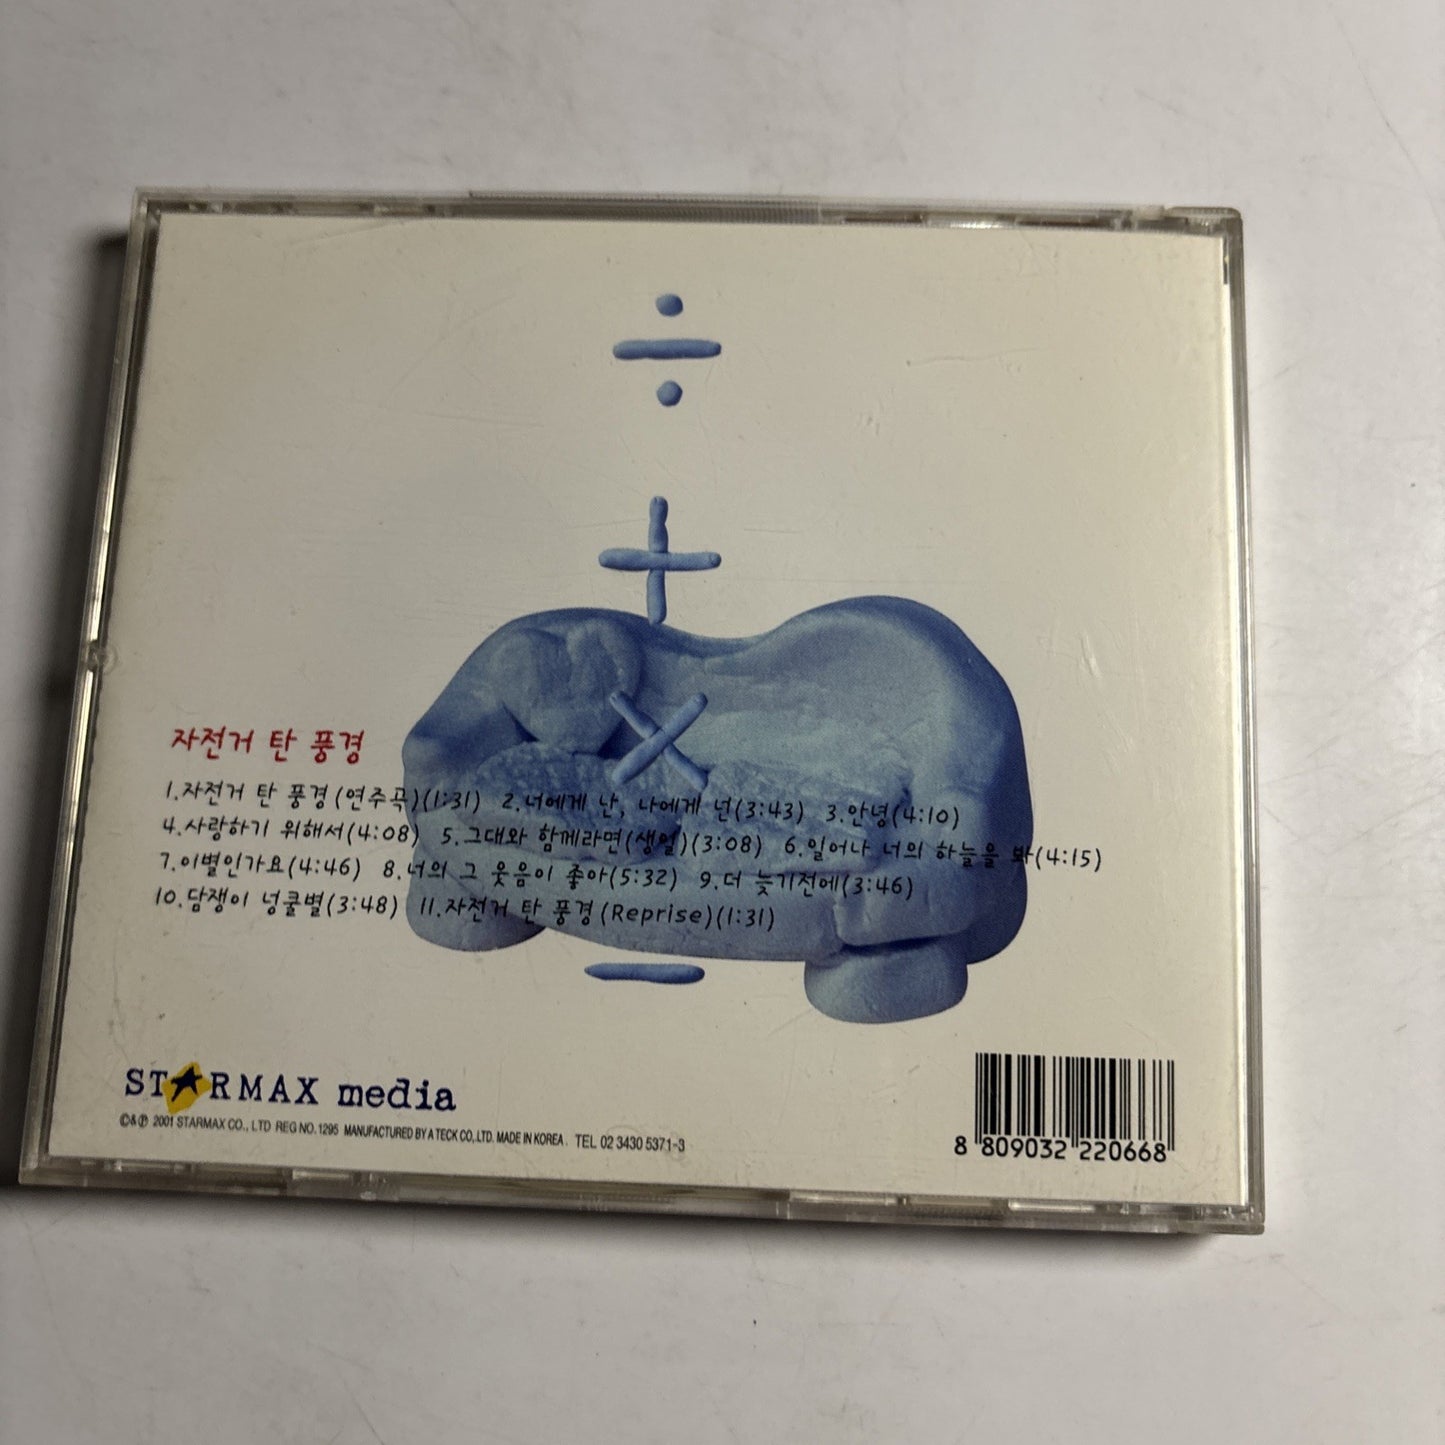 자전거 탄 풍경
1.자전거 탄 풍경(연주곡)(1:31) 2.너에게 난, 나에게 넌(3:43) 3.안녕(4:10)
4.사랑하기 위해서(4:08) 5.그대와 함께라면(생일)(3:08) 6.일어나 너의 하늘을 봐(4:15)
7.이별인가요(4:46) 8.너의 그 웃음이 좋아(5:32) 9.더 늦기전에(3:46)
10.담쟁이 넝쿨별(3:48) 11.자전거 탄 풍경(Reprise)(1:31)
STARMAX media
©&℗ 2001 STARMAX CO., LTD REG NO.1295 MANUFACTURED BY A TECK CO,.LTD. MADE IN KOREA. TEL 02 3430 5371-3
8 809032 220668